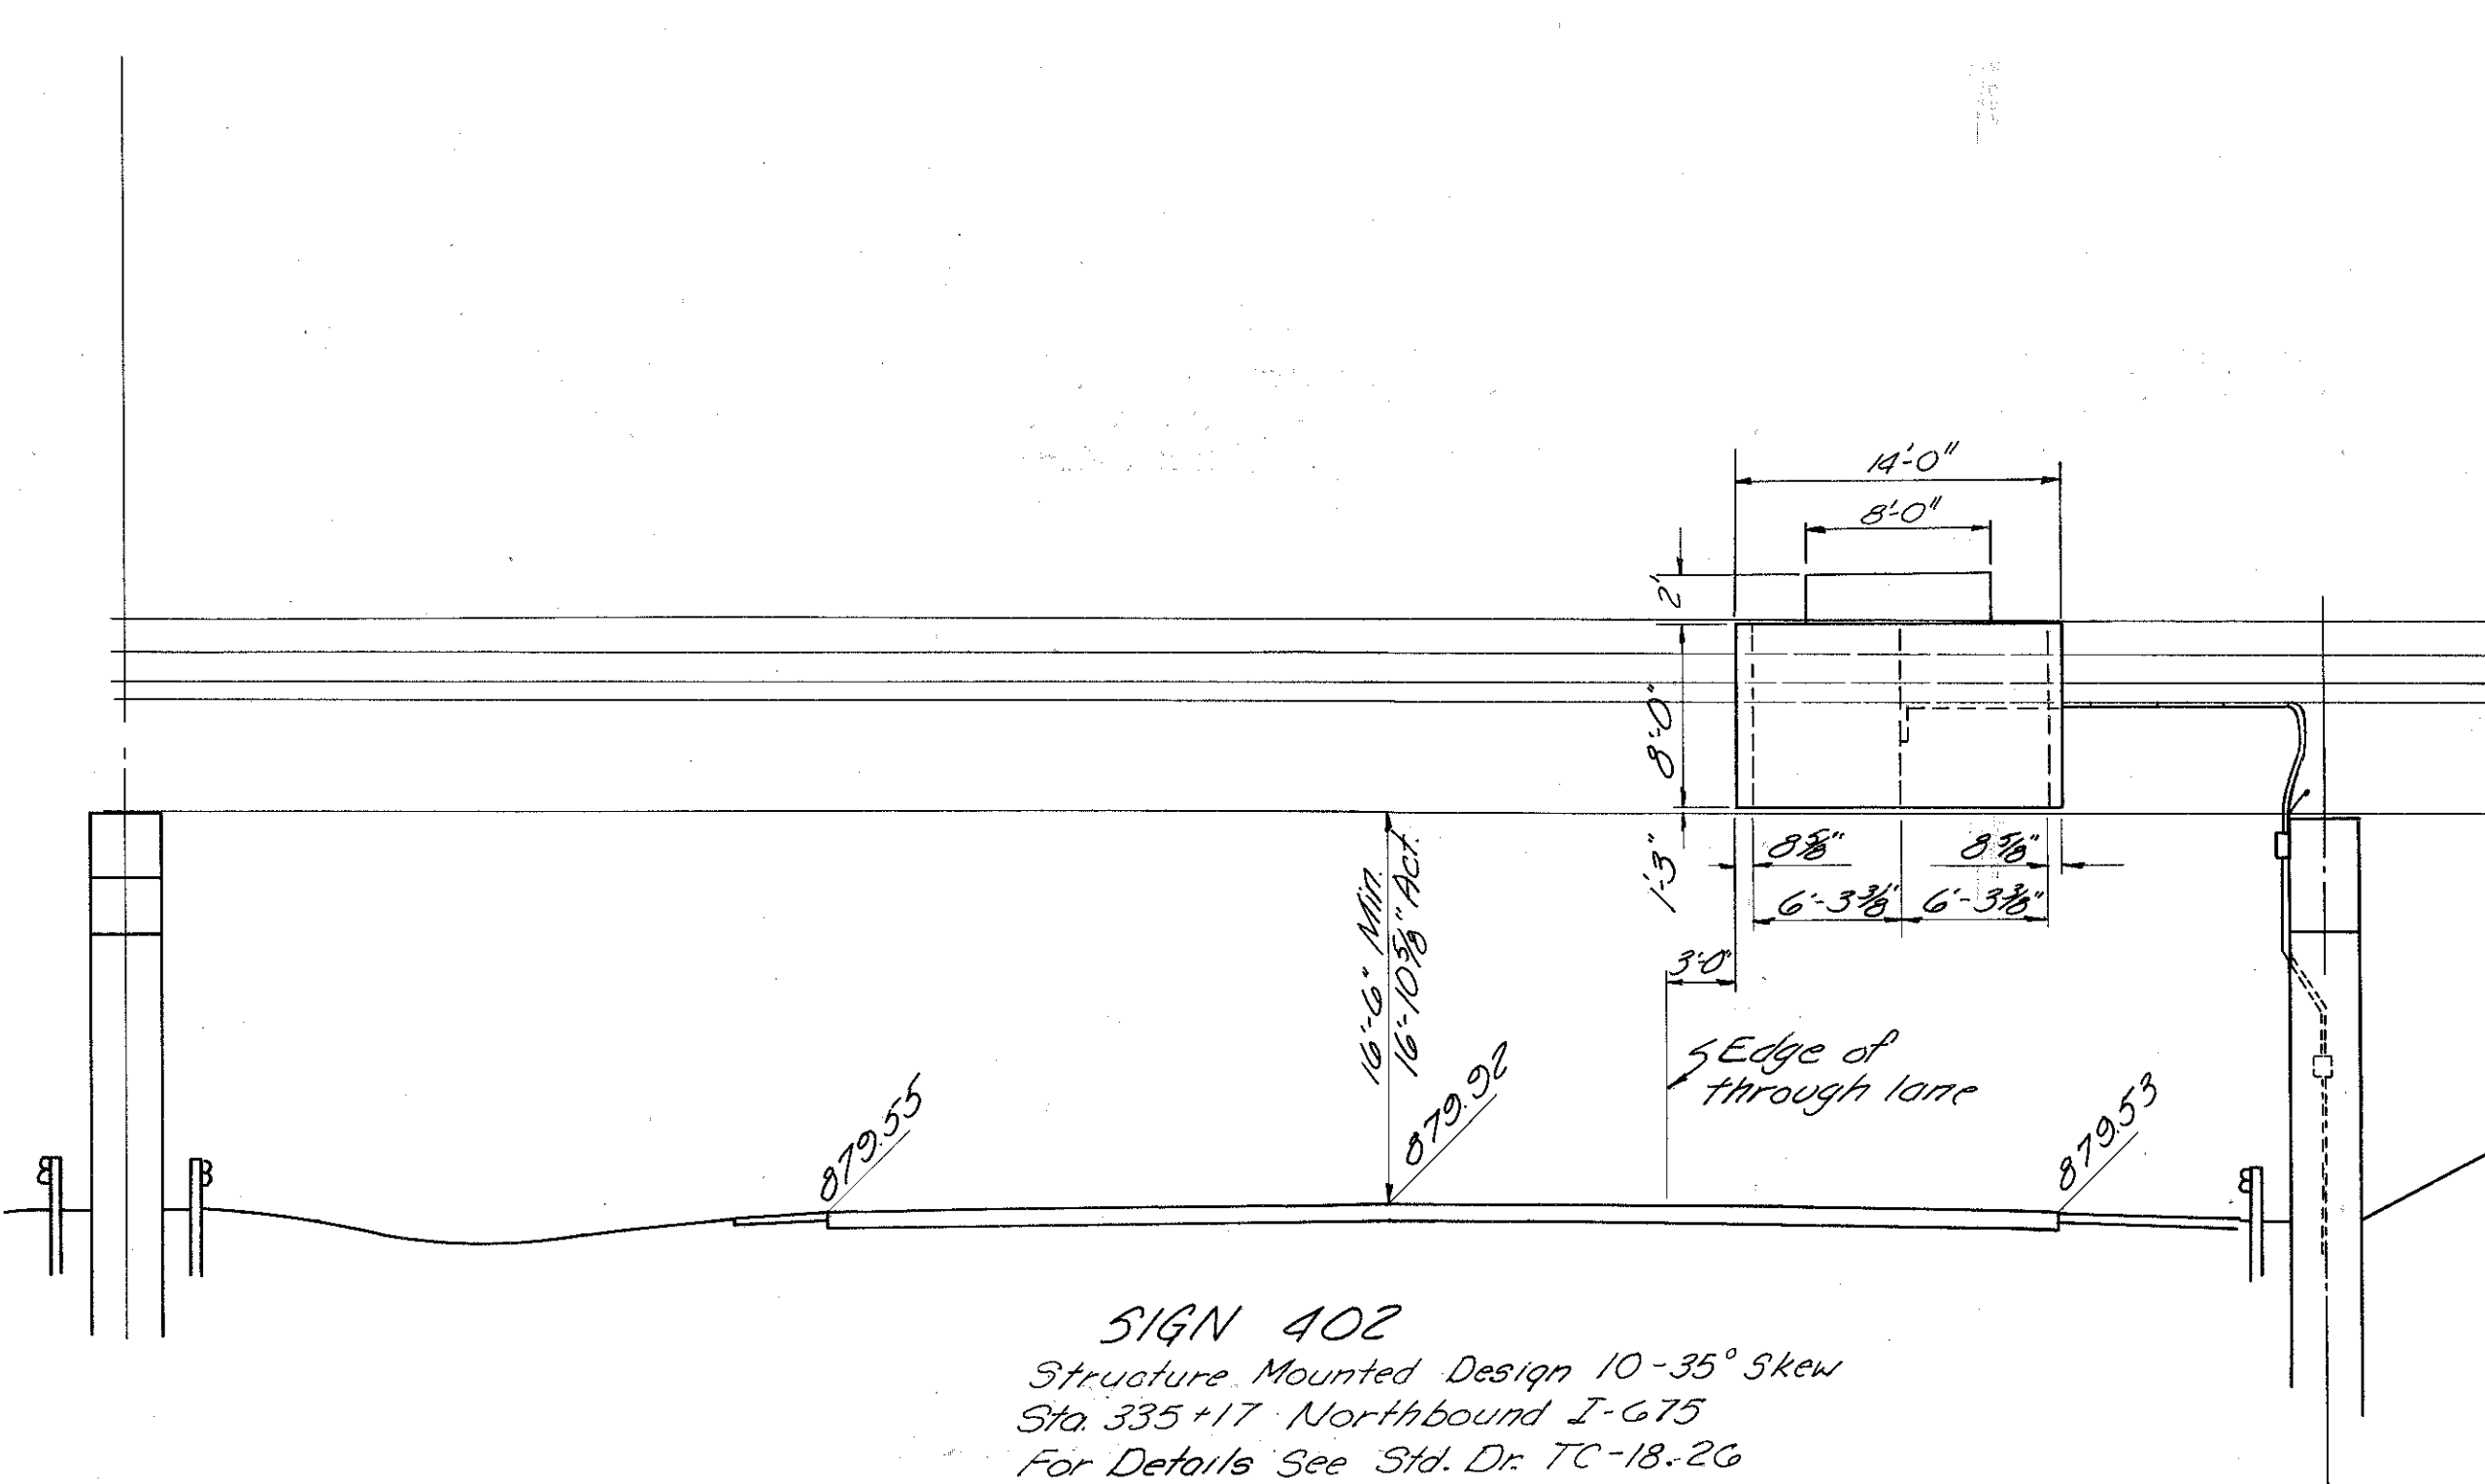 14'-0"
8'-0"
2'
8'-0"
1'-3"
8 5/8"
8 5/8"
6'-3 3/8"
6'-3 3/8"
3'-0"
16'-6" Min.
16'-10 5/8" Act.
Edge of
through lane
879.55
879.92
879.53
SIGN 402
Structure Mounted Design 10-35° Skew
Sta. 335+17 Northbound I-675
For Details See Std. Dr. TC-18.26